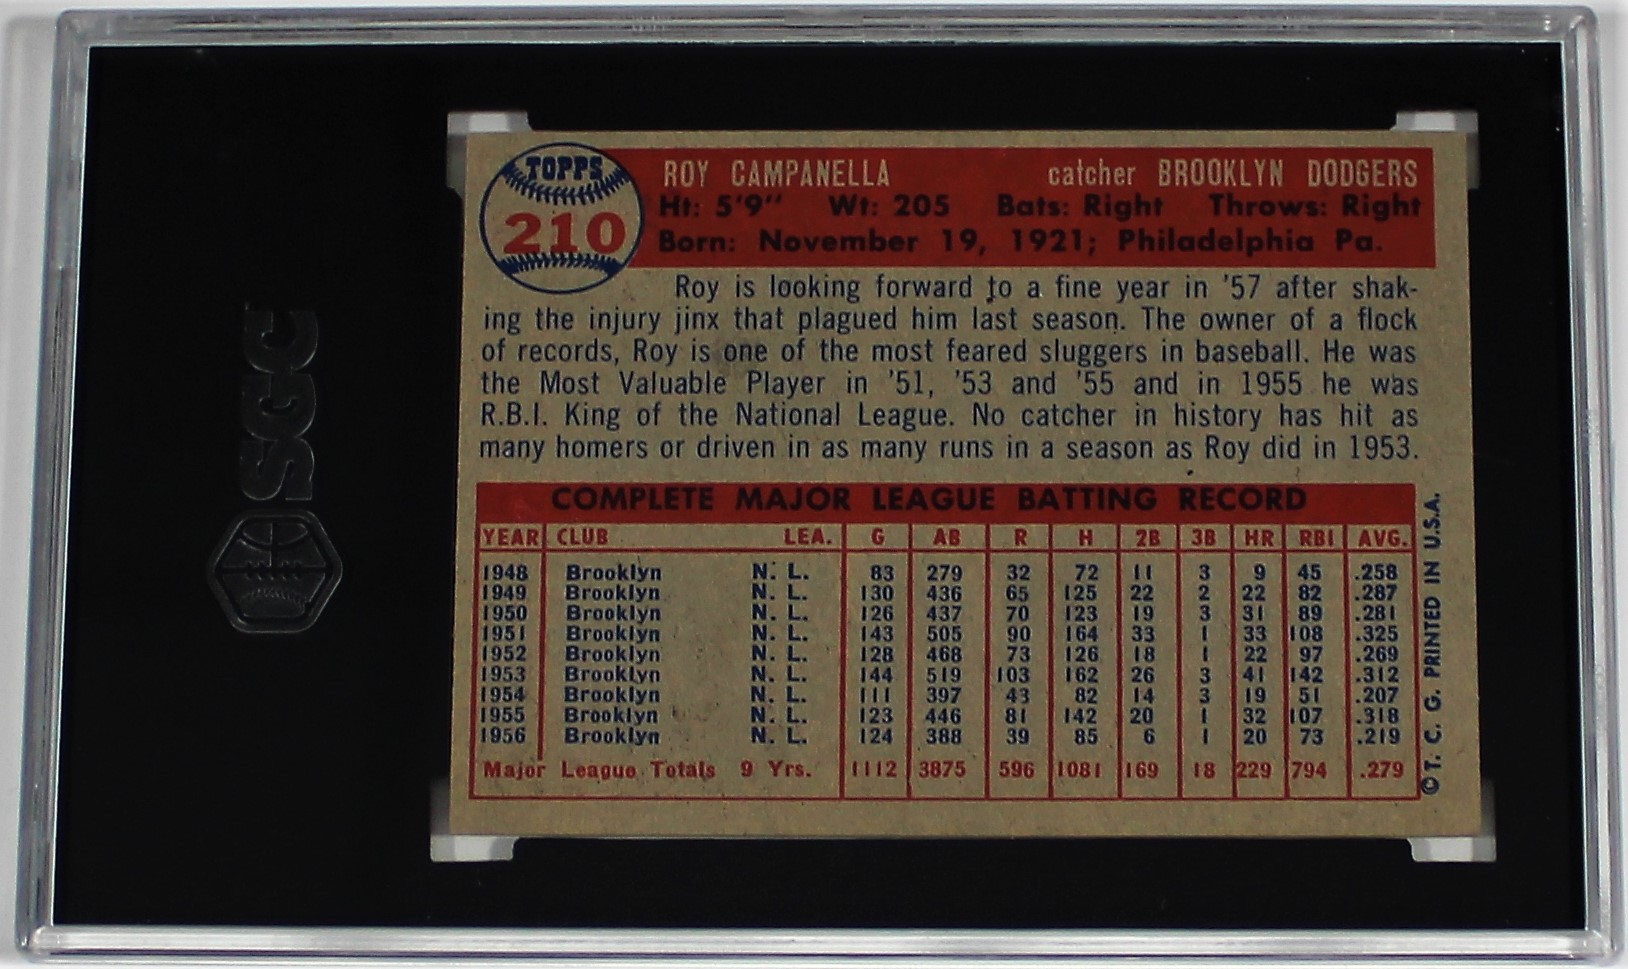 TOPPS
210
ROY CAMPANELLA catcher BROOKLYN DODGERS
Ht: 5'9" Wt: 205 Bats: Right Throws: Right
Born: November 19, 1921; Philadelphia Pa.
Roy is looking forward to a fine year in '57 after shak-
ing the injury jinx that plagued him last season. The owner of a flock
of records, Roy is one of the most feared sluggers in baseball. He was
the Most Valuable Player in '51, '53 and '55 and in 1955 he was
R.B.I. King of the National League. No catcher in history has hit as
many homers or driven in as many runs in a season as Roy did in 1953.
COMPLETE MAJOR LEAGUE BATTING RECORD
YEAR CLUB LEA. G AB R H 2B 3B HR RBI AVG.
1948 Brooklyn N. L. 83 279 32 72 11 3 9 45 .258
1949 Brooklyn N. L. 130 436 65 125 22 2 22 82 .287
1950 Brooklyn N. L. 126 437 70 123 19 3 31 89 .281
1951 Brooklyn N. L. 143 505 90 164 33 1 33 108 .325
1952 Brooklyn N. L. 128 468 73 126 18 1 22 97 .269
1953 Brooklyn N. L. 144 519 103 162 26 3 41 142 .312
1954 Brooklyn N. L. 111 397 43 82 14 3 19 51 .207
1955 Brooklyn N. L. 123 446 81 142 20 1 32 107 .318
1956 Brooklyn N. L. 124 388 39 85 6 1 20 73 .219
Major League Totals 9 Yrs. 1112 3875 596 1081 169 18 229 794 .279
©T. C. G. PRINTED IN U.S.A.
SGC